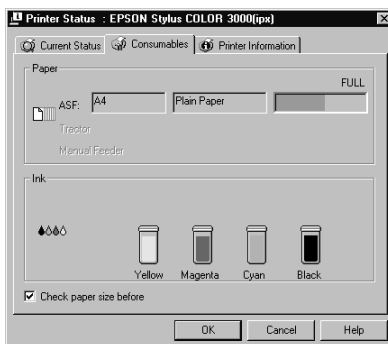 Printer Status : EPSON Stylus COLOR 3000(ipx)
Current Status Consumables Printer Information
Paper
FULL
ASF: A4 Plain Paper
Tractor
Manual Feeder
Ink
Yellow Magenta Cyan Black
Check paper size before
OK Cancel Help